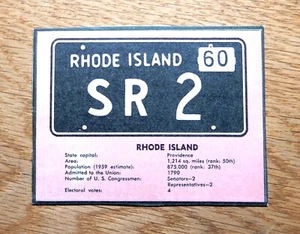 RHODE ISLAND 60
SR 2
RHODE ISLAND
State capital: Providence
Area: 1,214 sq. miles (rank: 50th)
Population (1959 estimate): 875,000 (rank: 37th)
Admitted to the Union: 1790
Number of U. S. Congressmen: Senators—2
Representatives—2
Electoral votes: 4